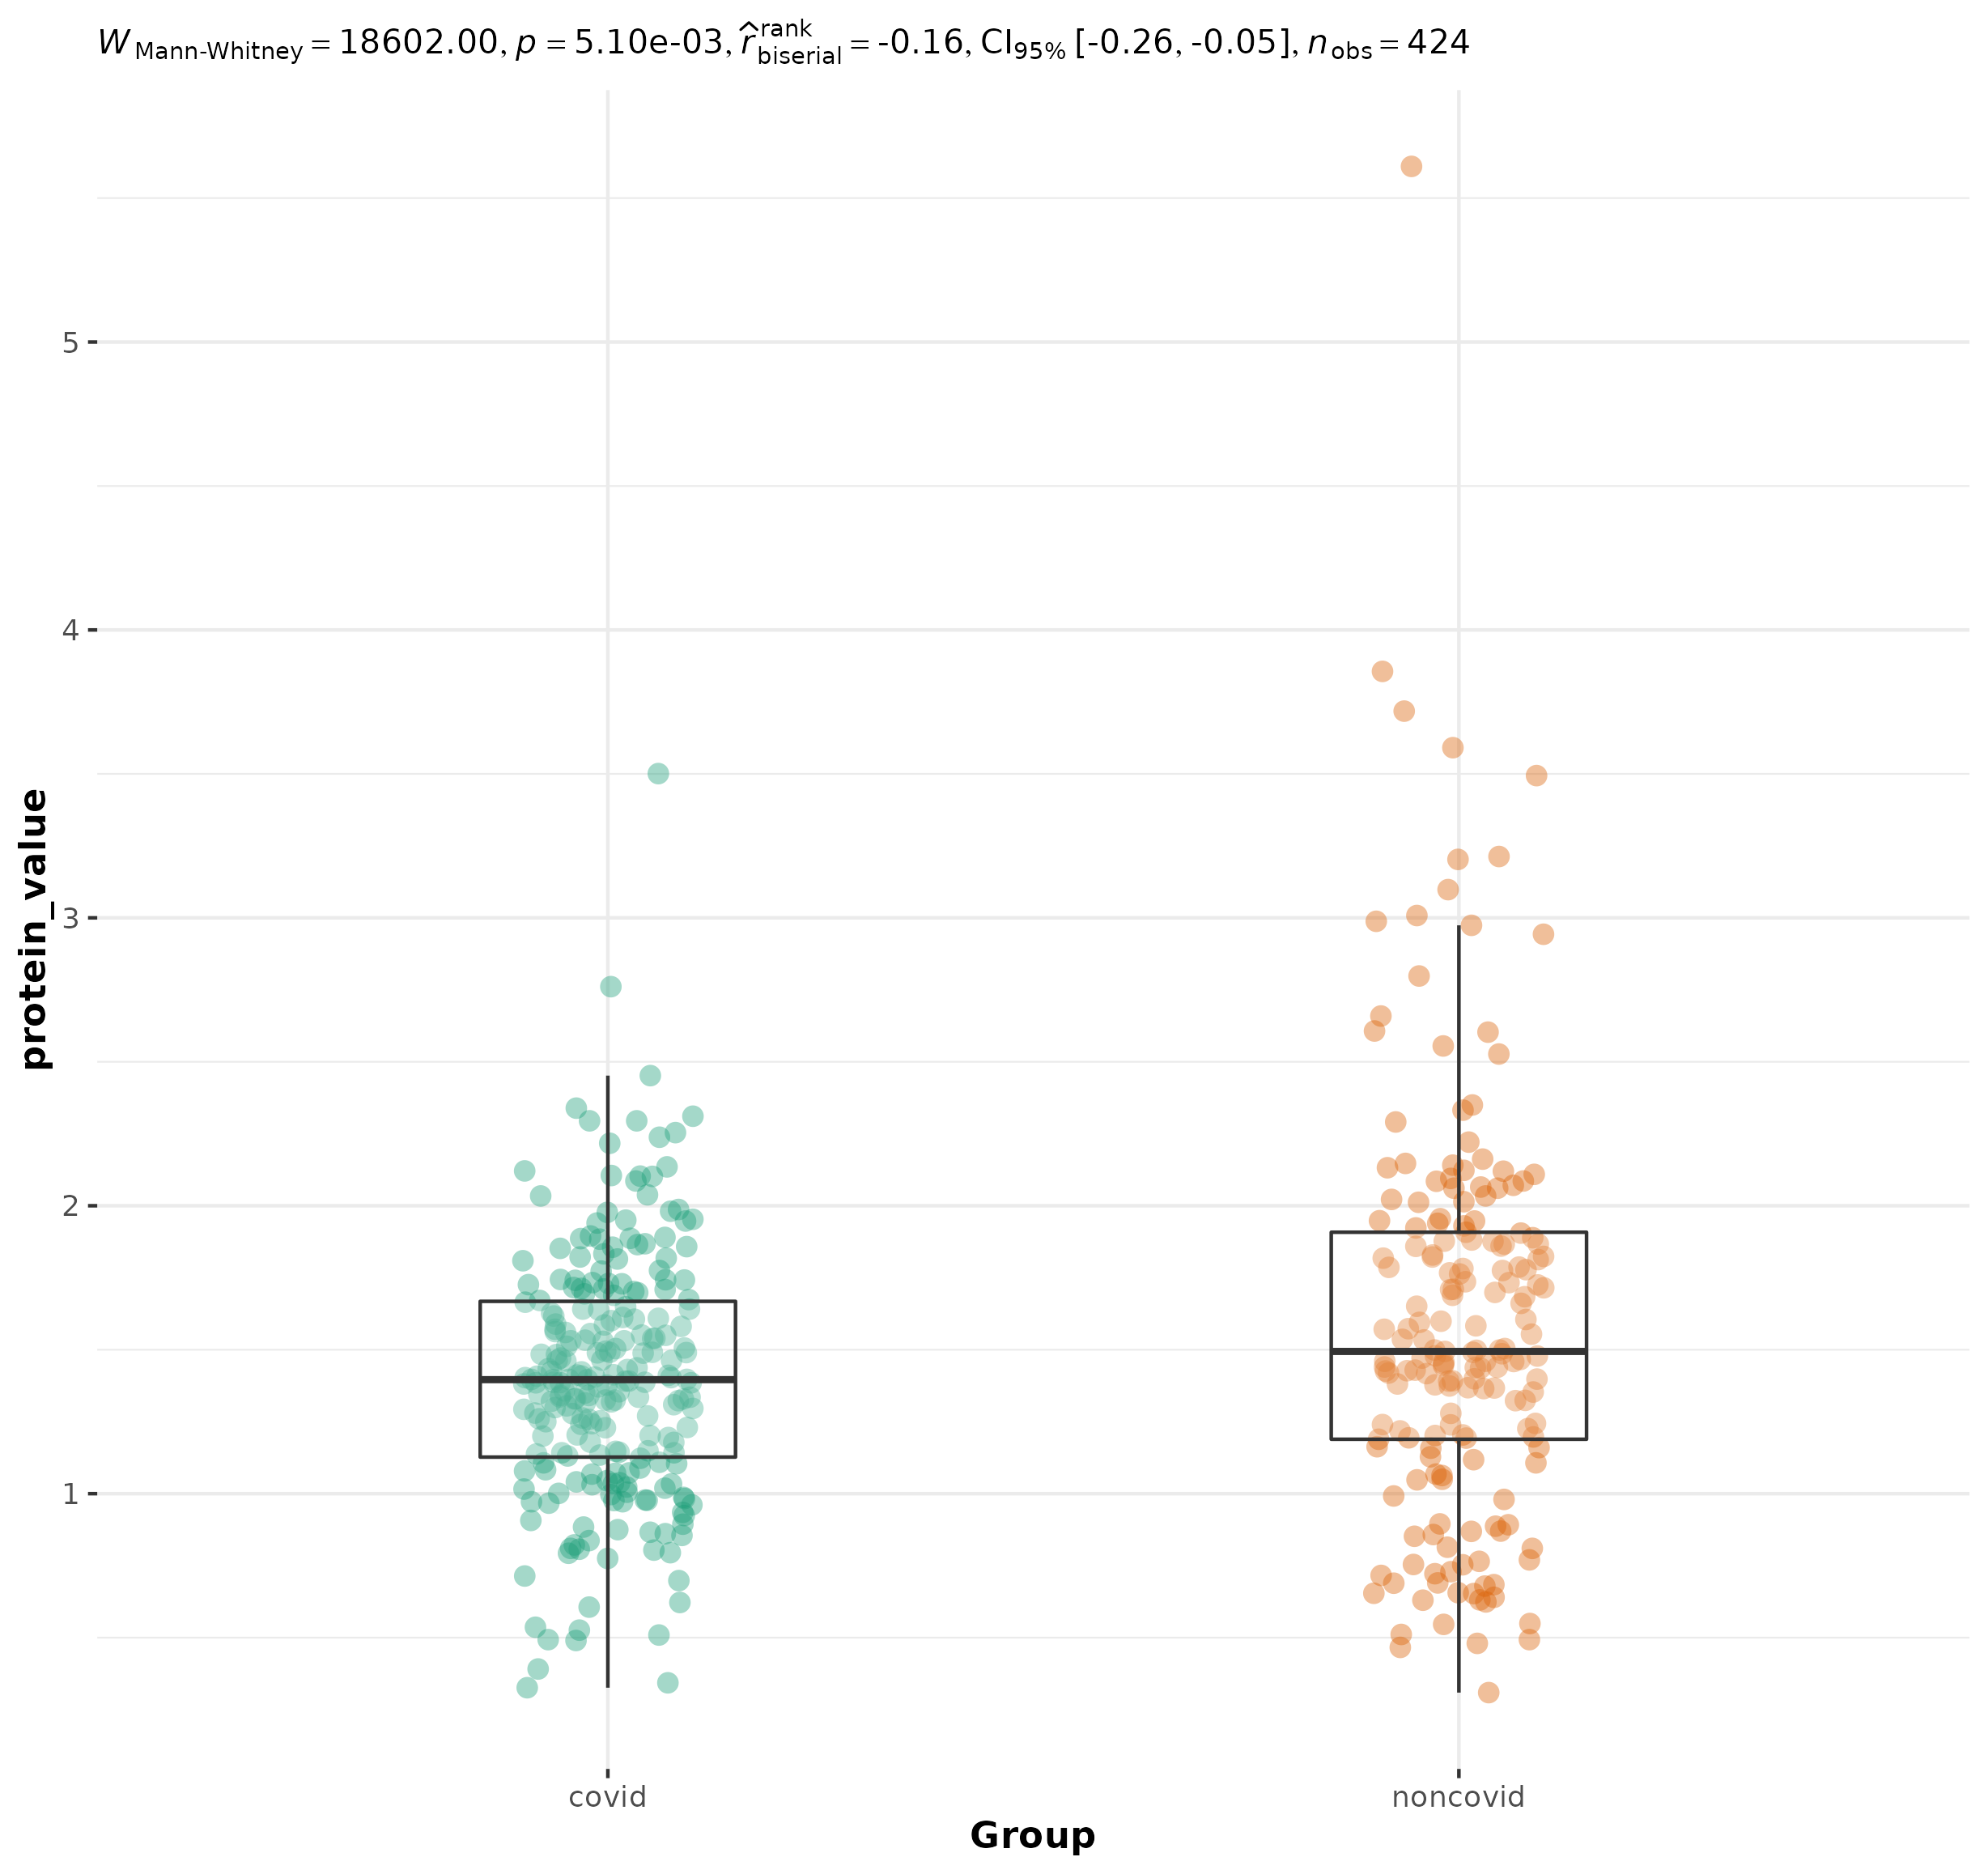 W Mann-Whitney = 18602.00, p = 5.10e-03, r̂ rank biserial = -0.16, CI95% [-0.26, -0.05], n obs = 424
5
4
3
2
1
protein_value
covid noncovid
Group